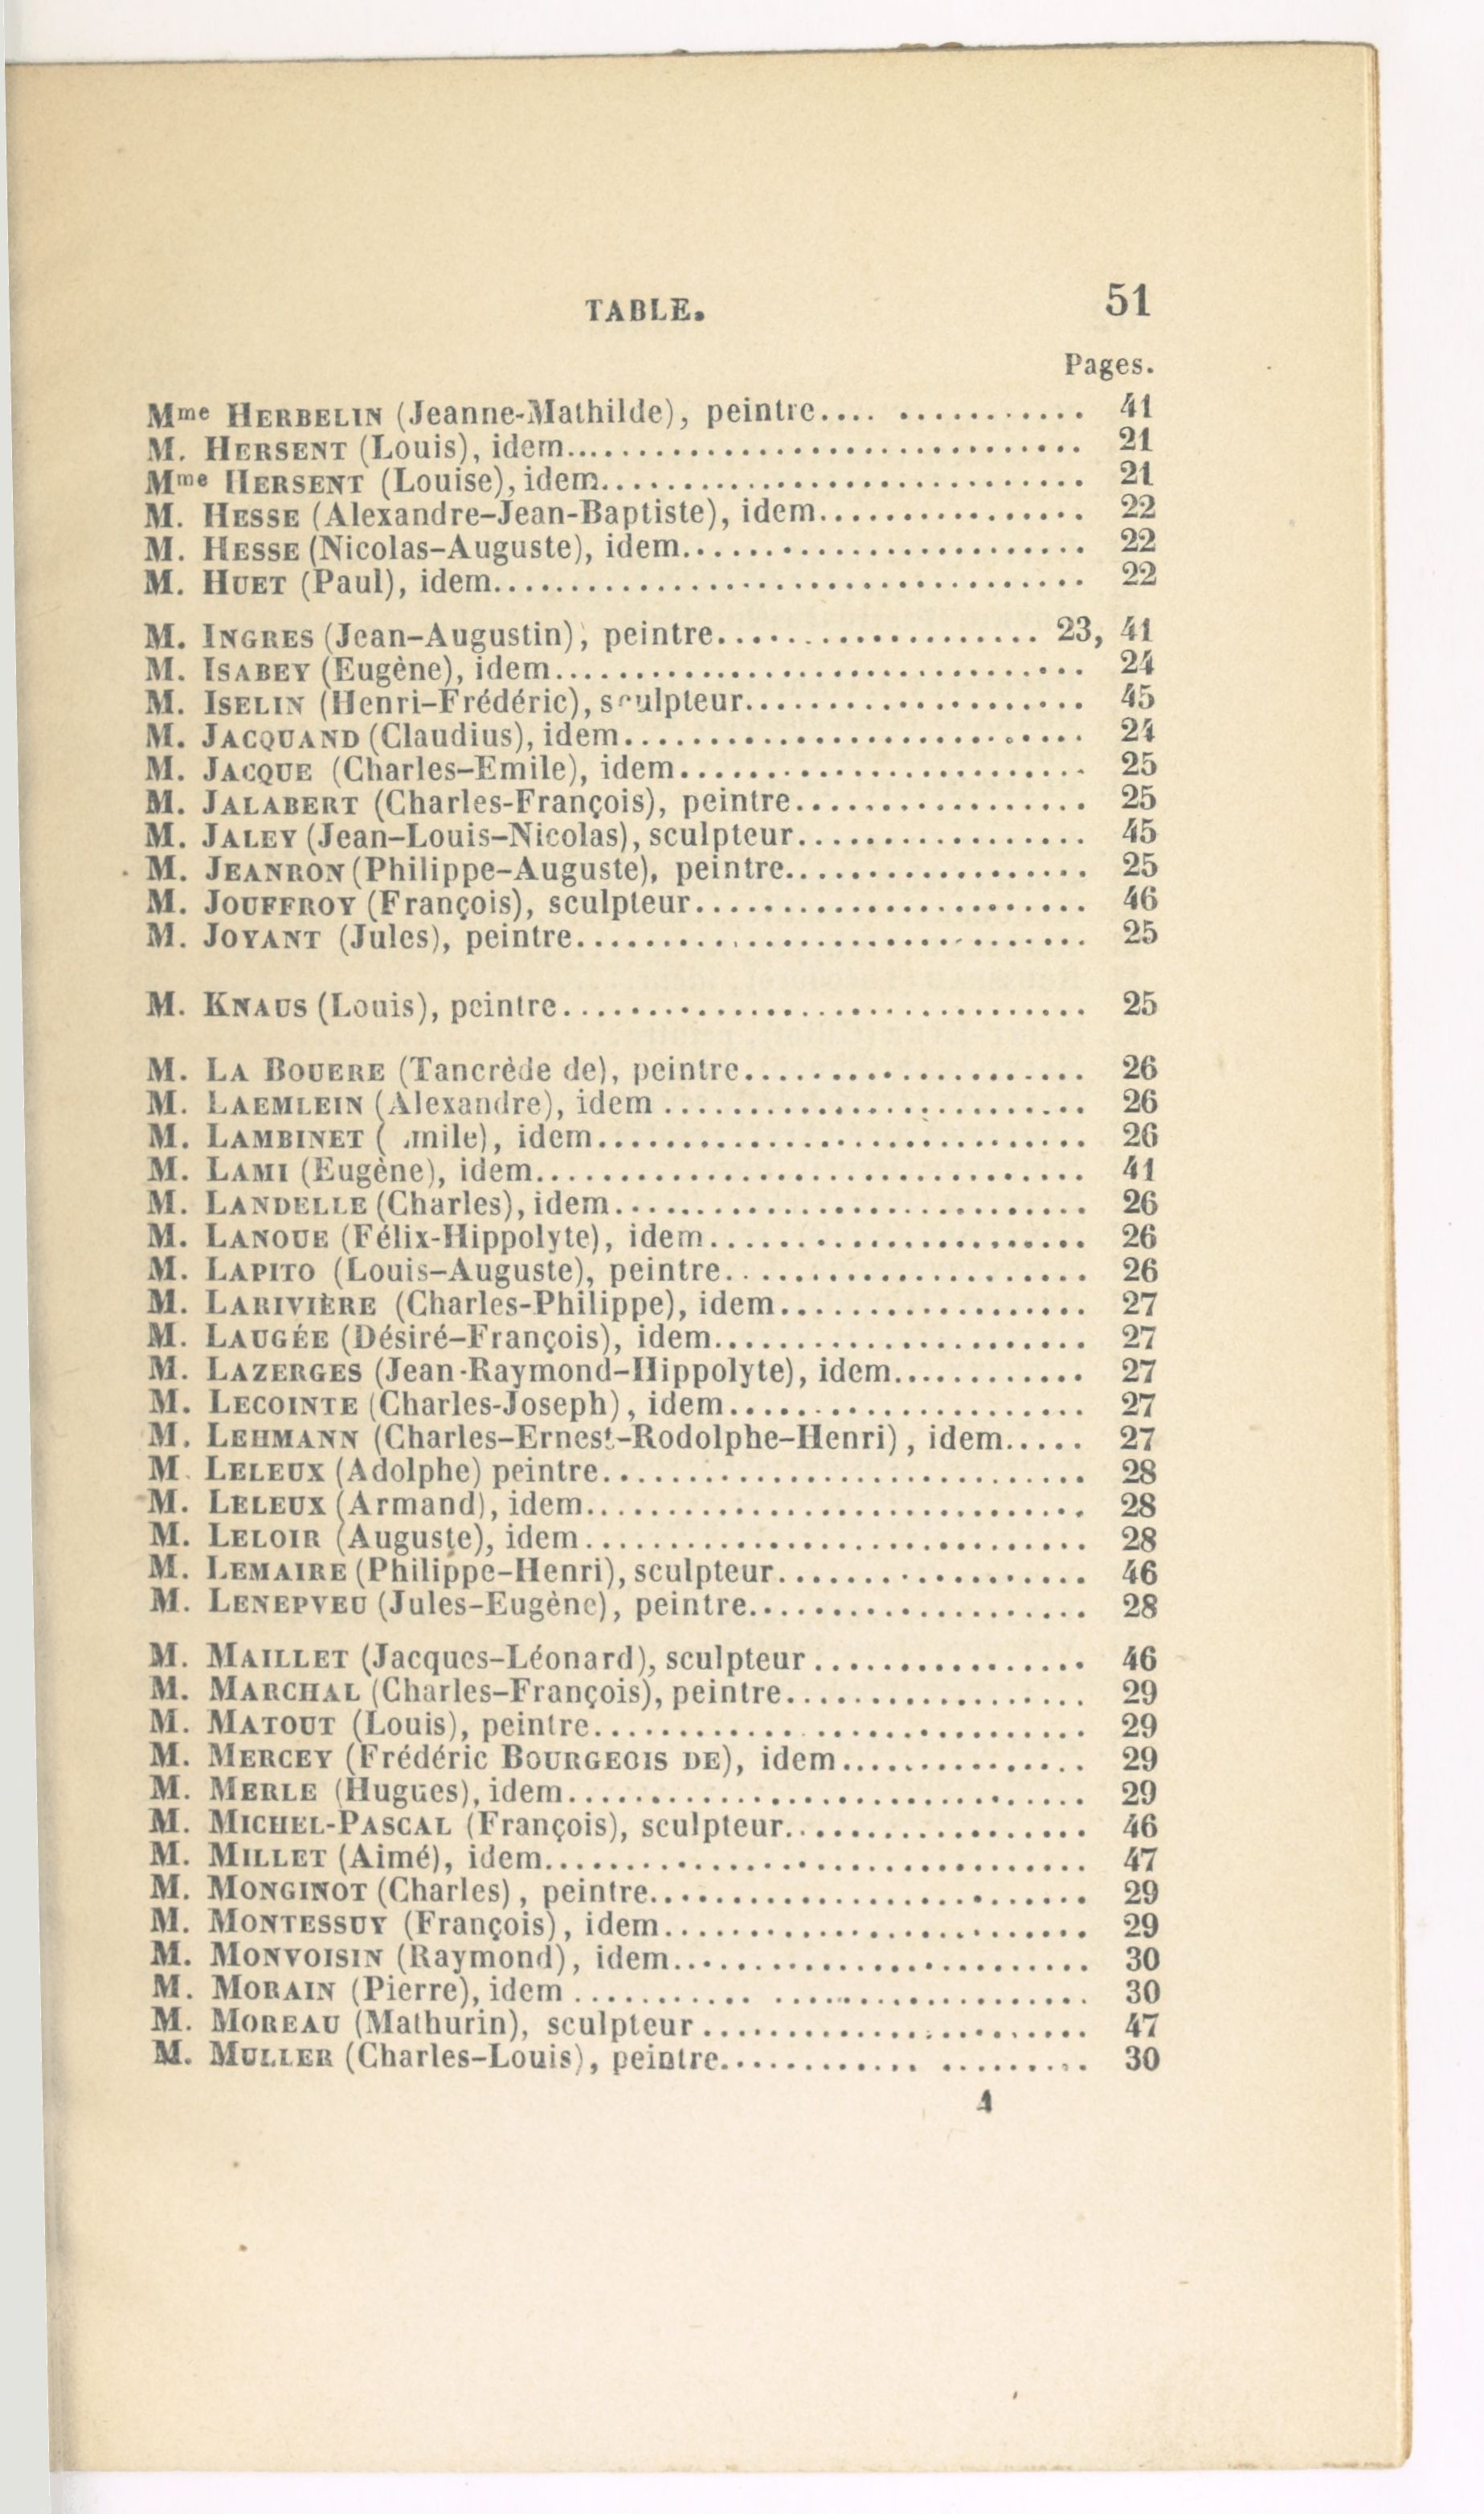 TABLE. 51
Pages.
Mme HERBELIN (Jeanne-Mathilde), peintre.... ........... 41
M. HERSENT (Louis), idem............................... 21
Mme HERSENT (Louise), idem............................. 21
M. HESSE (Alexandre-Jean-Baptiste), idem................ 22
M. HESSE (Nicolas-Auguste), idem........................ 22
M. HUET (Paul), idem................................... 22
M. INGRES (Jean-Augustin), peintre.................... 23, 41
M. ISABEY (Eugène), idem................................ 24
M. ISELIN (Henri-Frédéric), sculpteur..................... 45
M. JACQUAND (Claudius), idem............................ 24
M. JACQUE (Charles-Emile), idem......................... 25
M. JALABERT (Charles-François), peintre.................. 25
M. JALEY (Jean-Louis-Nicolas), sculpteur.................. 45
M. JEANRON (Philippe-Auguste), peintre................... 25
M. JOUFFROY (François), sculpteur........................ 46
M. JOYANT (Jules), peintre............................... 25
M. KNAUS (Louis), peintre................................ 25
M. LA BOUERE (Tancrède de), peintre..................... 26
M. LAEMLEIN (Alexandre), idem .......................... 26
M. LAMBINET ( mile), idem.............................. 26
M. LAMI (Eugène), idem................................. 41
M. LANDELLE (Charles), idem............................. 26
M. LANOUE (Félix-Hippolyte), idem....................... 26
M. LAPITO (Louis-Auguste), peintre....................... 26
M. LARIVIÈRE (Charles-Philippe), idem................... 27
M. LAUGÉE (Désiré-François), idem....................... 27
M. LAZERGES (Jean-Raymond-Hippolyte), idem............ 27
M. LECOINTE (Charles-Joseph), idem...................... 27
M. LEHMANN (Charles-Ernest-Rodolphe-Henri), idem..... 27
M. LELEUX (Adolphe) peintre............................. 28
M. LELEUX (Armand), idem............................... 28
M. LELOIR (Auguste), idem............................... 28
M. LEMAIRE (Philippe-Henri), sculpteur................... 46
M. LENEPVEU (Jules-Eugène), peintre..................... 28
M. MAILLET (Jacques-Léonard), sculpteur ................. 46
M. MARCHAL (Charles-François), peintre................... 29
M. MATOUT (Louis), peintre.............................. 29
M. MERCEY (Frédéric BOURGEOIS DE), idem............... 29
M. MERLE (Hugues), idem................................ 29
M. MICHEL-PASCAL (François), sculpteur.................. 46
M. MILLET (Aimé), idem................................. 47
M. MONGINOT (Charles), peintre.......................... 29
M. MONTESSUY (François), idem.......................... 29
M. MONVOISIN (Raymond), idem......................... 30
M. MORAIN (Pierre), idem ........... ................... 30
M. MOREAU (Mathurin), sculpteur ....................... 47
M. MULLER (Charles-Louis), peintre............ ......... 30
4